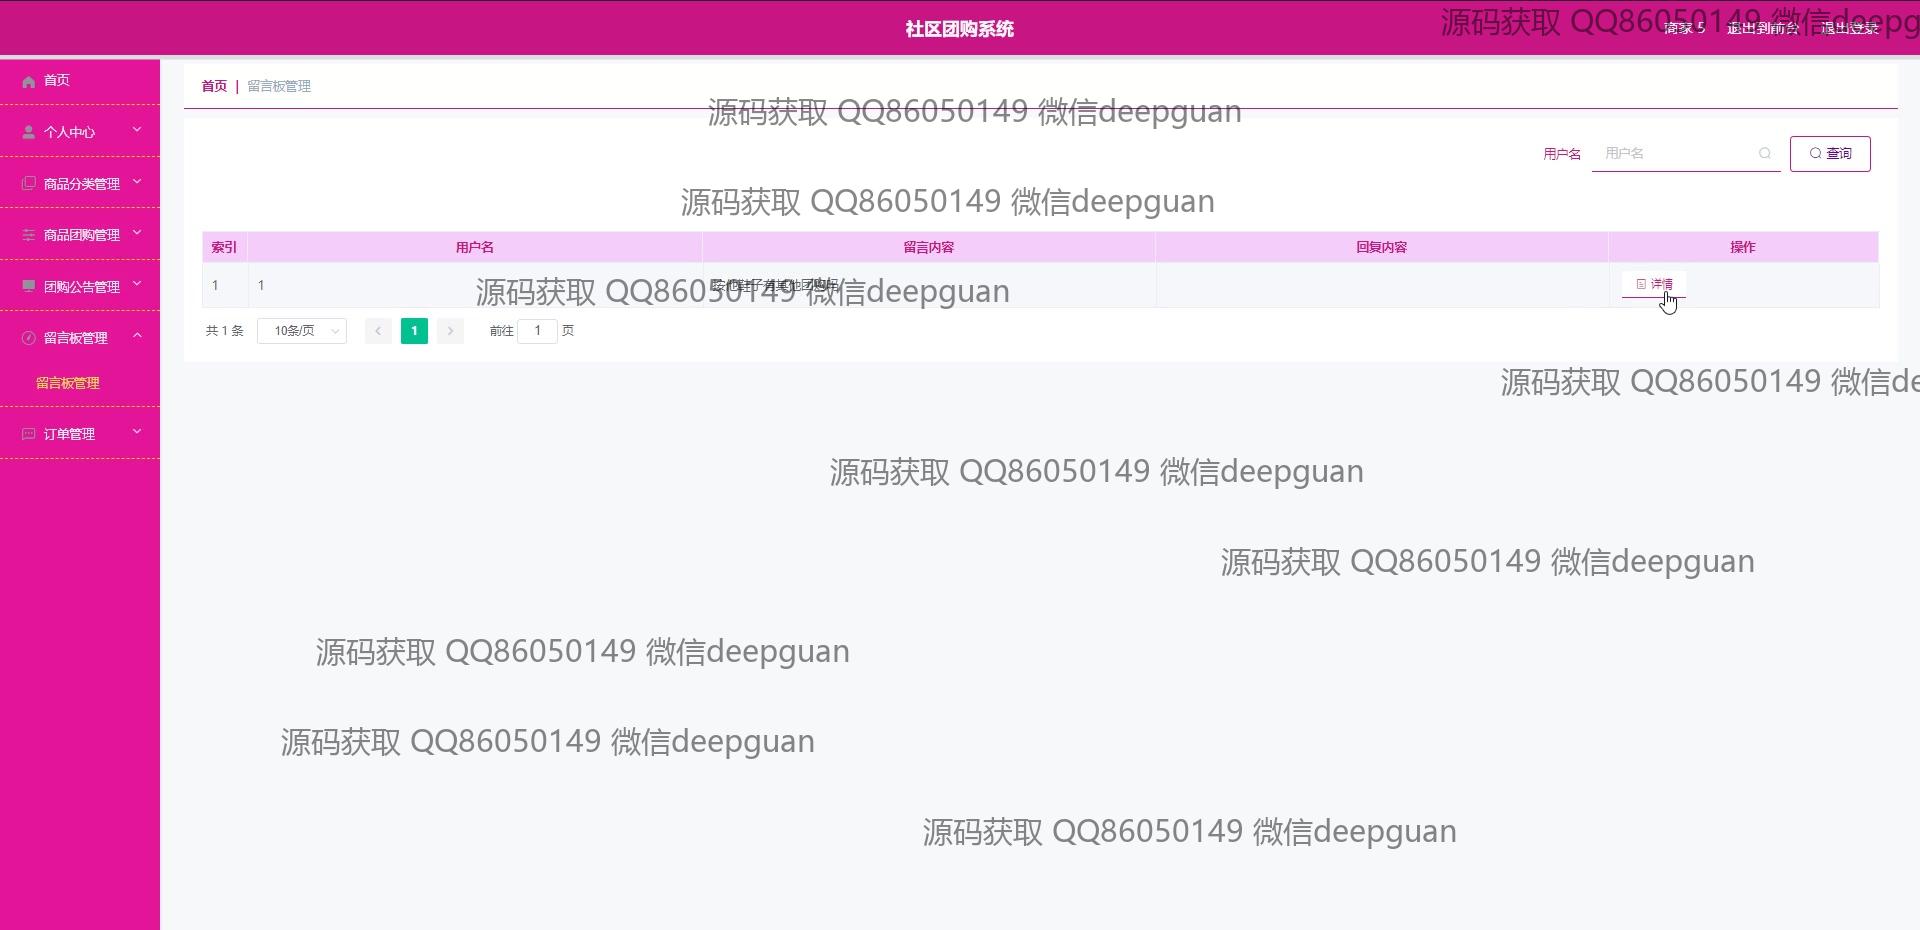 社区团购系统
源码获取 QQ86050149 微信deepg
商家 5 退出到前台 退出登录
首页
个人中心
商品分类管理
商品团购管理
团购公告管理
留言板管理
留言板管理
订单管理
首页 | 留言板管理
源码获取 QQ86050149 微信deepguan
用户名 用户名 查询
源码获取 QQ86050149 微信deepguan
索引 用户名 留言内容 回复内容 操作
1 1 详情
源码获取 QQ86050149 微信deepguan
共 1 条 10条/页 1 前往 1 页
源码获取 QQ86050149 微信de
源码获取 QQ86050149 微信deepguan
源码获取 QQ86050149 微信deepguan
源码获取 QQ86050149 微信deepguan
源码获取 QQ86050149 微信deepguan
源码获取 QQ86050149 微信deepguan